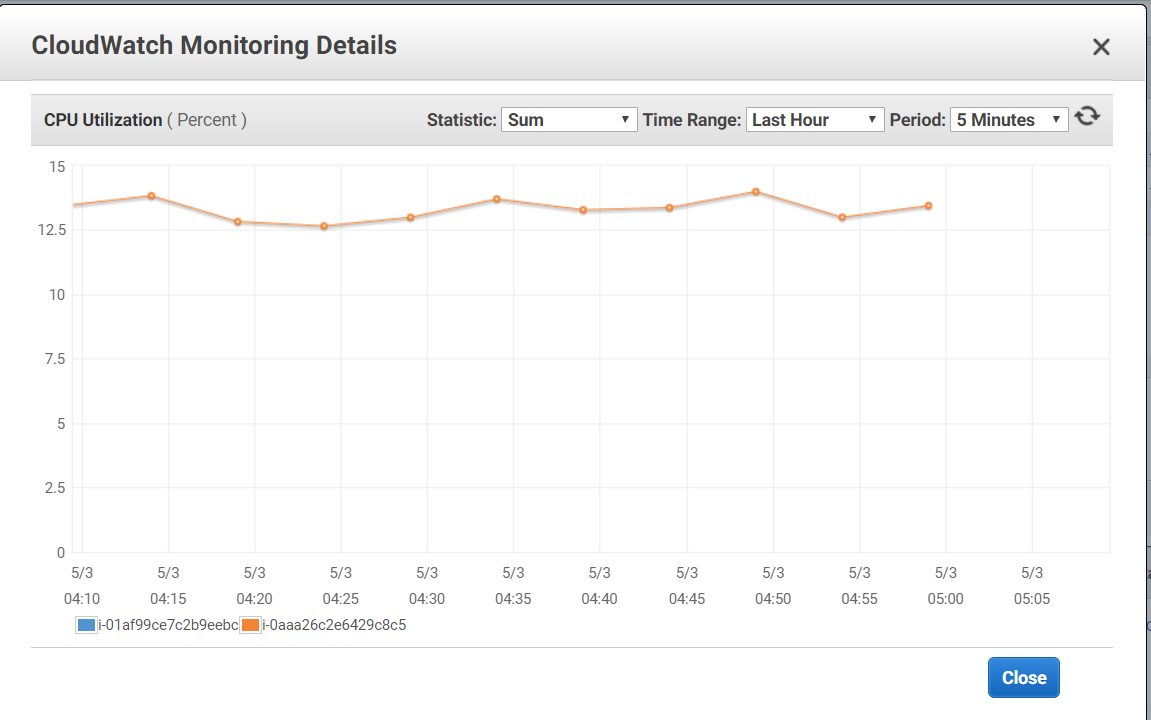 CloudWatch Monitoring Details
CPU Utilization ( Percent ) Statistic: Sum Time Range: Last Hour Period: 5 Minutes
15
12.5
10
7.5
5
2.5
0
5/3 5/3 5/3 5/3 5/3 5/3 5/3 5/3 5/3 5/3 5/3 5/3
04:10 04:15 04:20 04:25 04:30 04:35 04:40 04:45 04:50 04:55 05:00 05:05
i-01af99ce7c2b9eebc i-0aaa26c2e6429c8c5
Close